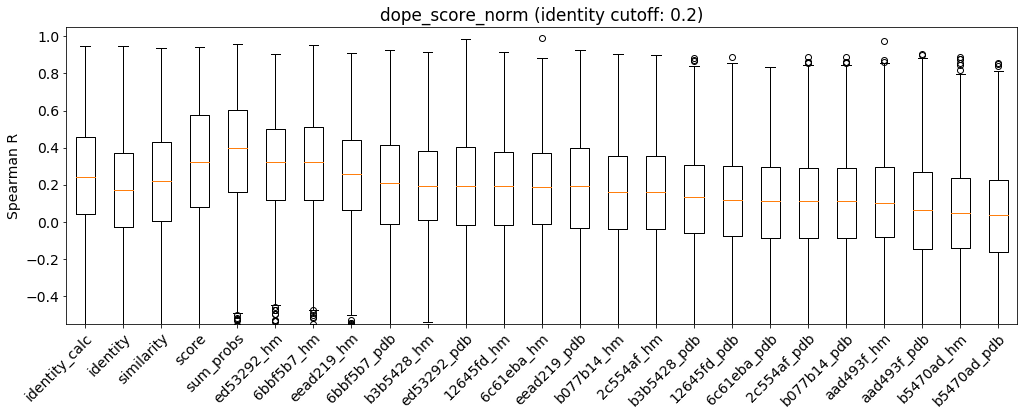 dope_score_norm (identity cutoff: 0.2)
Spearman R
1.0
0.8
0.6
0.4
0.2
0.0
−0.2
−0.4
identity_calc
identity
similarity
score
sum_probs
ed53292_hm
6bbf5b7_hm
eead219_hm
6bbf5b7_pdb
b3b5428_hm
ed53292_pdb
12645fd_hm
6c61eba_hm
eead219_pdb
b077b14_hm
2c554af_hm
b3b5428_pdb
12645fd_pdb
6c61eba_pdb
2c554af_pdb
b077b14_pdb
aad493f_hm
aad493f_pdb
b5470ad_hm
b5470ad_pdb